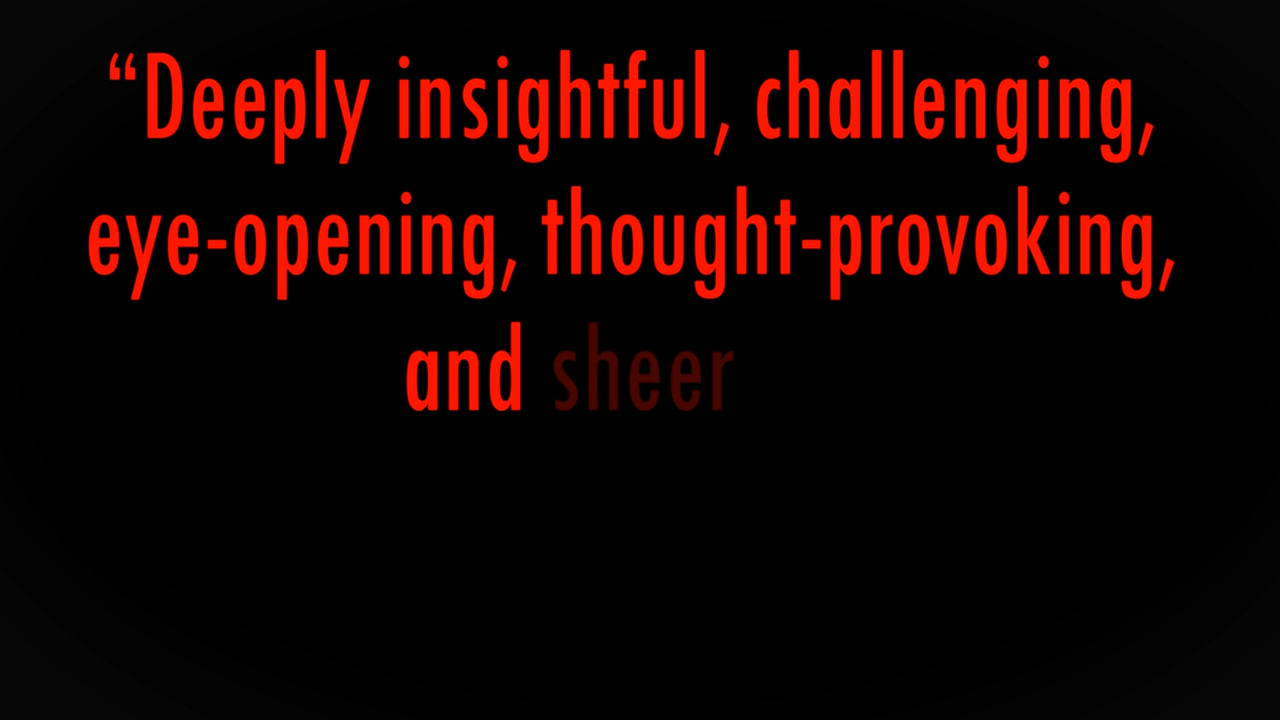 “Deeply insightful, challenging,
eye-opening, thought-provoking,
and sheer